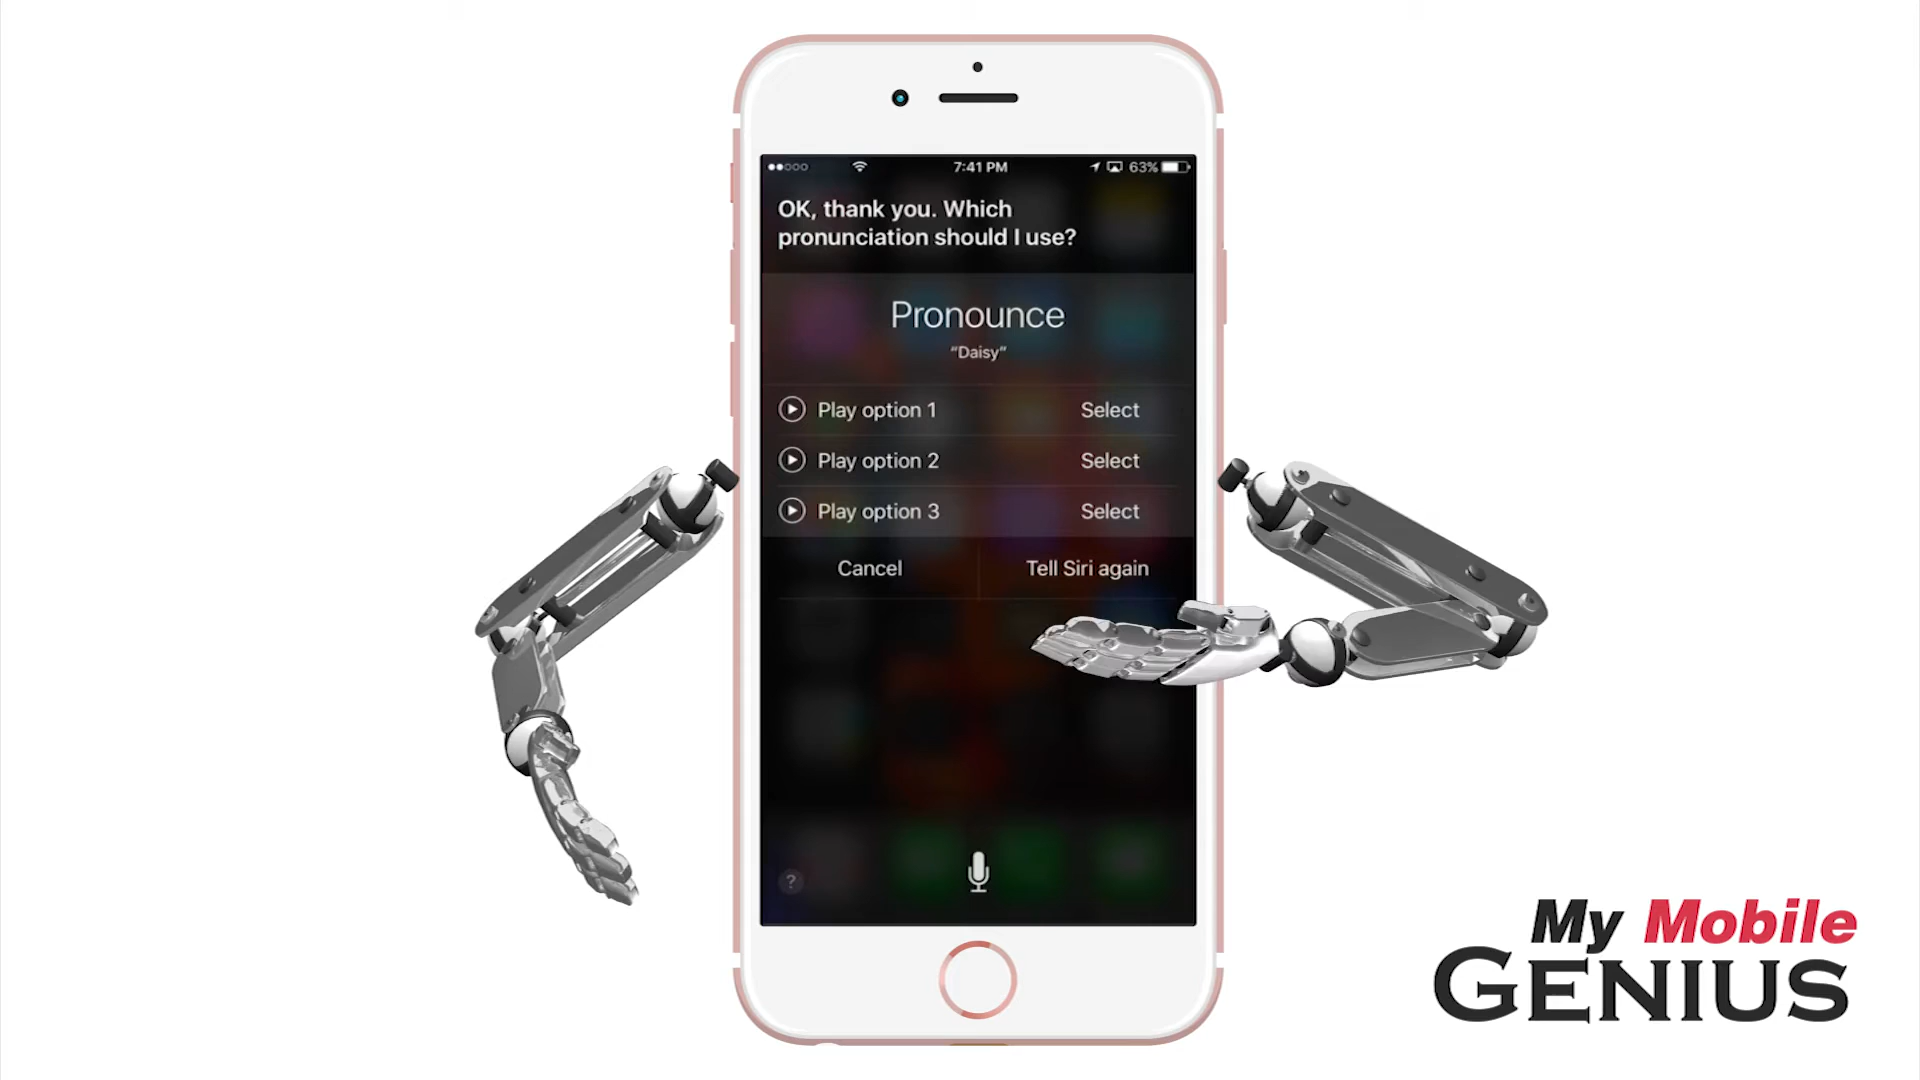 7:41 PM 63%
OK, thank you. Which
pronunciation should I use?
Pronounce
“Daisy”
Play option 1 Select
Play option 2 Select
Play option 3 Select
Cancel Tell Siri again
?
My Mobile
GENIUS